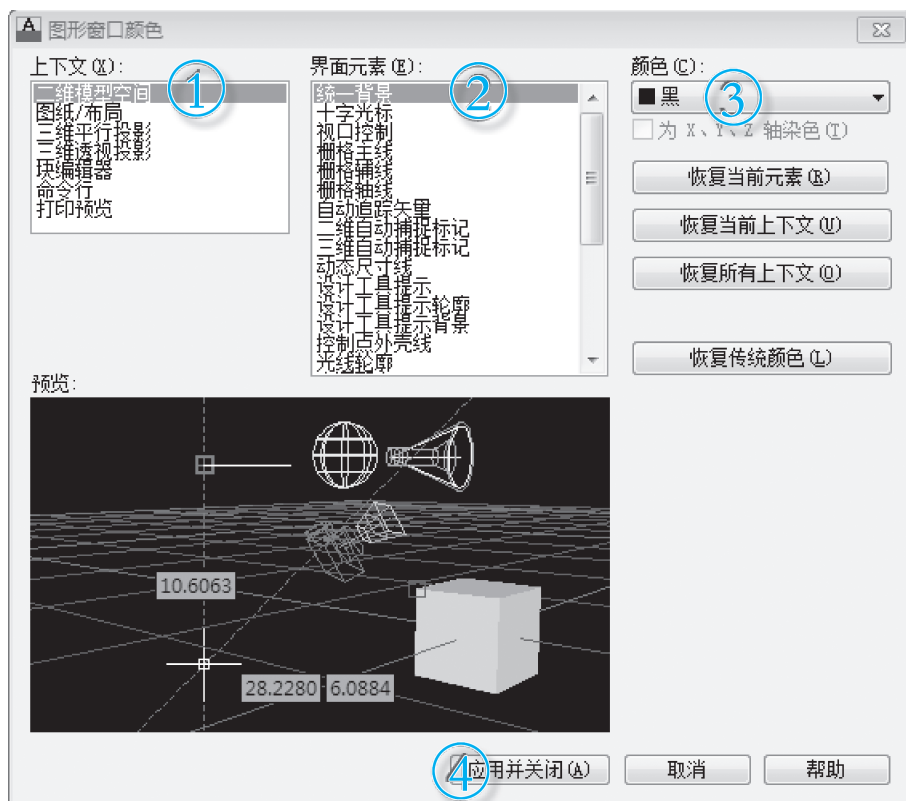 图形窗口颜色
上下文(X):
二维模型空间
图纸/布局
三维平行投影
三维透视投影
块编辑器
命令行
打印预览
①
界面元素(E):
统一背景
十字光标
视口控制
栅格主线
栅格辅线
栅格轴线
自动追踪矢量
二维自动捕捉标记
三维自动捕捉标记
动态尺寸线
设计工具提示
设计工具提示轮廓
设计工具提示背景
控制点外壳线
光线轮廓
②
颜色(C):
黑
③
为 X、Y、Z 轴染色(T)
恢复当前元素(R)
恢复当前上下文(U)
恢复所有上下文(O)
恢复传统颜色(L)
预览:
10.6063
28.2280 6.0884
④
应用并关闭(A)
取消
帮助